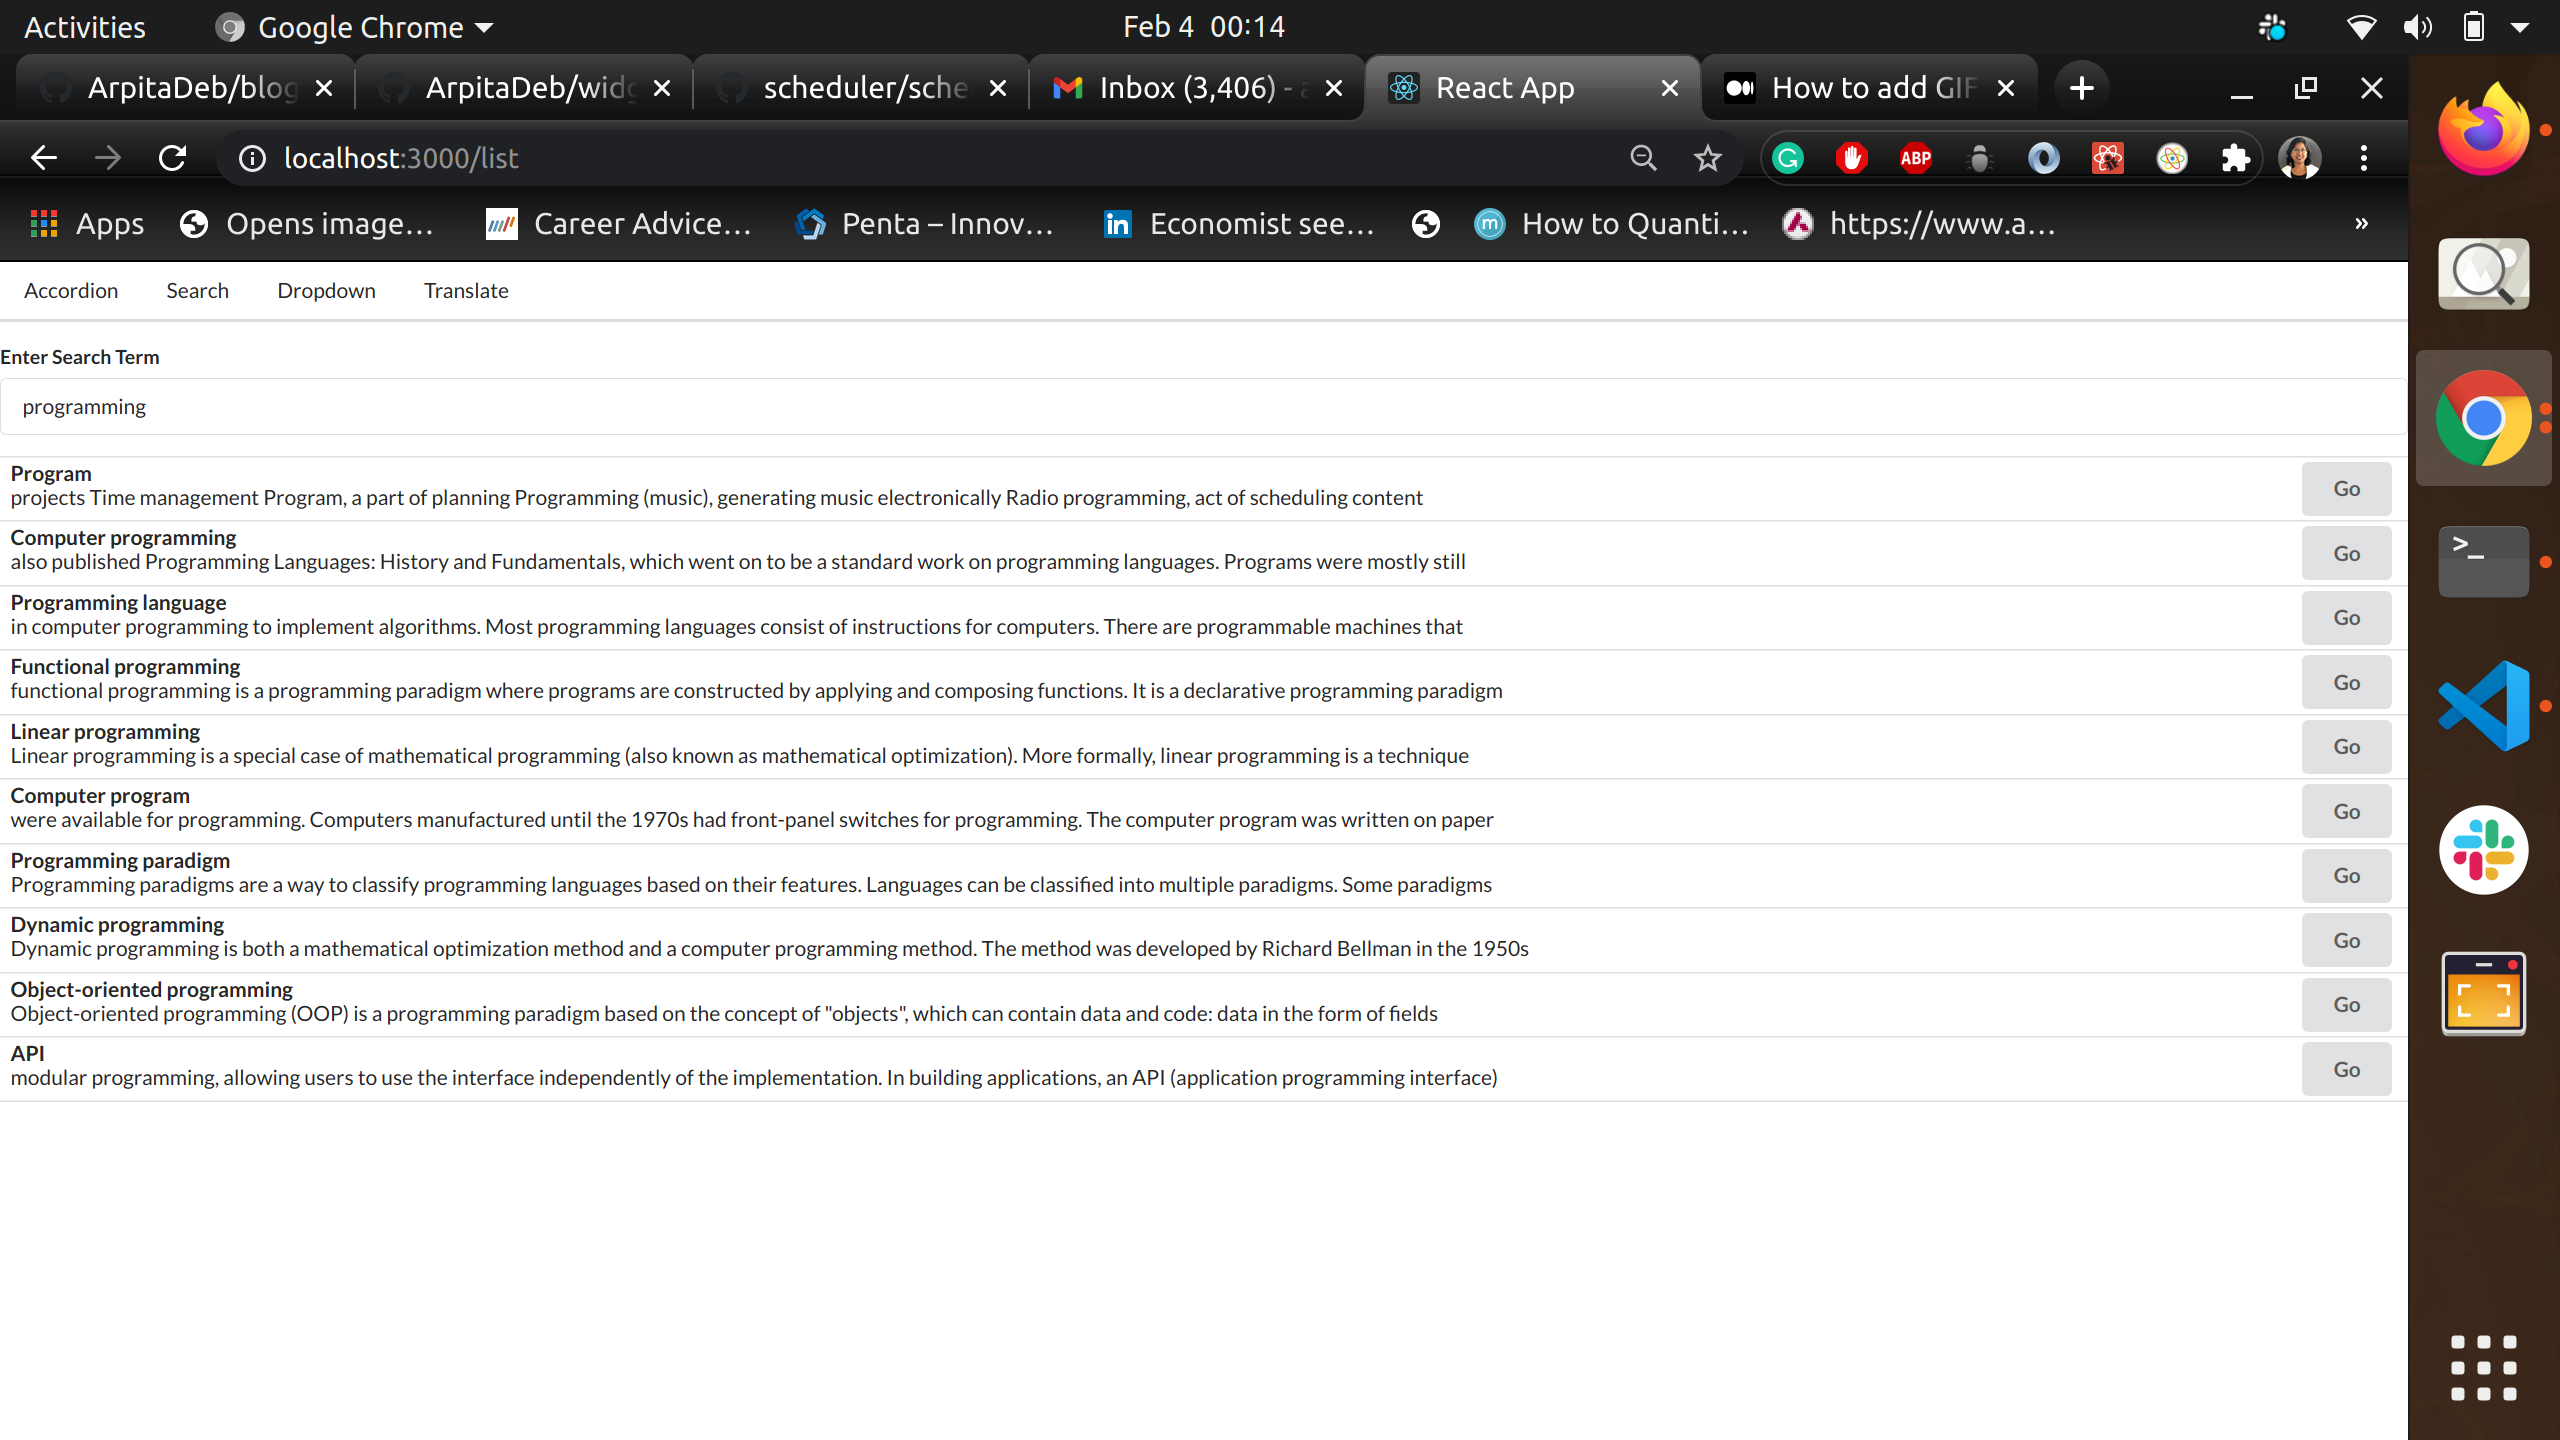 Activities
Google Chrome
Feb 4 00:14
ArpitaDeb/blog
ArpitaDeb/widg
scheduler/sche
Inbox (3,406) - a
React App
How to add GIF
localhost:3000/list
ABP
Apps
Opens image...
Career Advice...
Penta – Innov...
Economist see...
How to Quanti...
https://www.a...
»
Accordion
Search
Dropdown
Translate
Enter Search Term
programming
Program
projects Time management Program, a part of planning Programming (music), generating music electronically Radio programming, act of scheduling content
Go
Computer programming
also published Programming Languages: History and Fundamentals, which went on to be a standard work on programming languages. Programs were mostly still
Go
Programming language
in computer programming to implement algorithms. Most programming languages consist of instructions for computers. There are programmable machines that
Go
Functional programming
functional programming is a programming paradigm where programs are constructed by applying and composing functions. It is a declarative programming paradigm
Go
Linear programming
Linear programming is a special case of mathematical programming (also known as mathematical optimization). More formally, linear programming is a technique
Go
Computer program
were available for programming. Computers manufactured until the 1970s had front-panel switches for programming. The computer program was written on paper
Go
Programming paradigm
Programming paradigms are a way to classify programming languages based on their features. Languages can be classified into multiple paradigms. Some paradigms
Go
Dynamic programming
Dynamic programming is both a mathematical optimization method and a computer programming method. The method was developed by Richard Bellman in the 1950s
Go
Object-oriented programming
Object-oriented programming (OOP) is a programming paradigm based on the concept of "objects", which can contain data and code: data in the form of fields
Go
API
modular programming, allowing users to use the interface independently of the implementation. In building applications, an API (application programming interface)
Go